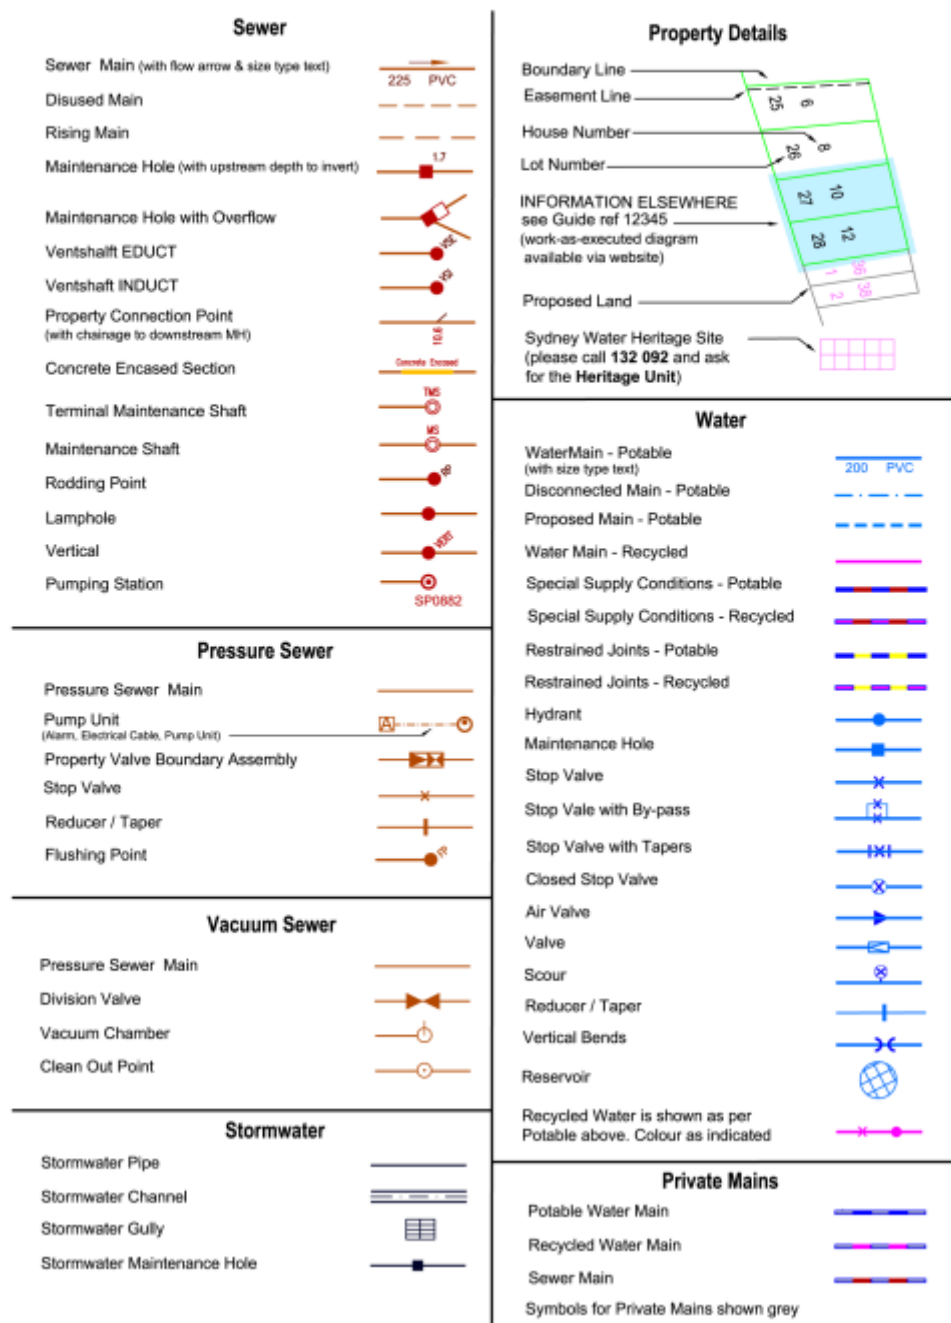 Sewer
Sewer Main (with flow arrow & size type text)
225 PVC
Disused Main
Rising Main
Maintenance Hole (with upstream depth to invert)
1.7
Maintenance Hole with Overflow
Ventshalft EDUCT
VSE
Ventshaft INDUCT
VSI
Property Connection Point
(with chainage to downstream MH)
10.6
Concrete Encased Section
Concrete Encased
Terminal Maintenance Shaft
TMS
Maintenance Shaft
MS
Rodding Point
RP
Lamphole
Vertical
VERT
Pumping Station
SP0882
Pressure Sewer
Pressure Sewer Main
Pump Unit
(Alarm, Electrical Cable, Pump Unit)
A
Property Valve Boundary Assembly
Stop Valve
Reducer / Taper
Flushing Point
FP
Vacuum Sewer
Pressure Sewer Main
Division Valve
Vacuum Chamber
Clean Out Point
Stormwater
Stormwater Pipe
Stormwater Channel
Stormwater Gully
Stormwater Maintenance Hole
Property Details
Boundary Line
Easement Line
House Number
Lot Number
INFORMATION ELSEWHERE
see Guide ref 12345
(work-as-executed diagram
available via website)
Proposed Land
25 6
26 8
27 10
28 12
1 36
2 38
Sydney Water Heritage Site
(please call 132 092 and ask
for the Heritage Unit)
Water
WaterMain - Potable
(with size type text)
200 PVC
Disconnected Main - Potable
Proposed Main - Potable
Water Main - Recycled
Special Supply Conditions - Potable
Special Supply Conditions - Recycled
Restrained Joints - Potable
Restrained Joints - Recycled
Hydrant
Maintenance Hole
Stop Valve
Stop Vale with By-pass
Stop Valve with Tapers
Closed Stop Valve
Air Valve
Valve
Scour
Reducer / Taper
Vertical Bends
Reservoir
Recycled Water is shown as per
Potable above. Colour as indicated
Private Mains
Potable Water Main
Recycled Water Main
Sewer Main
Symbols for Private Mains shown grey